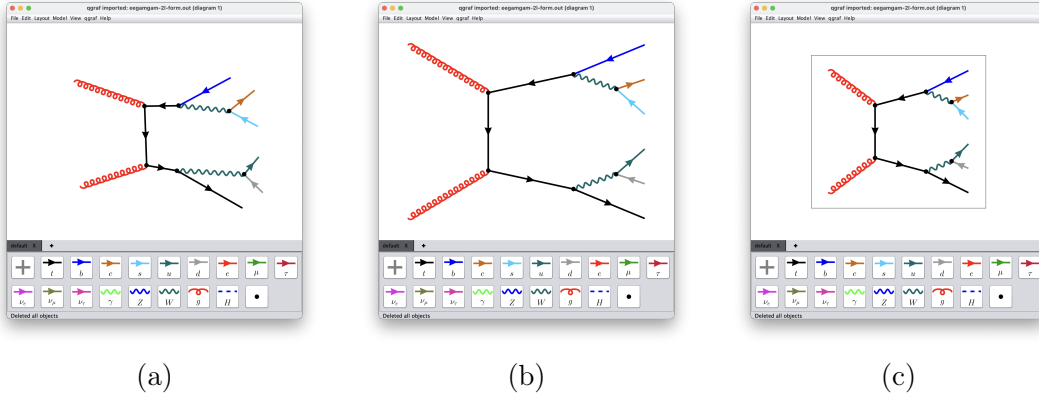 qgraf imported: eegamgam-2l-form.out (diagram 1)
File Edit Layout Model View qgraf Help
default X +
t b c s u d e μ τ
νe νμ ντ γ Z W g H
Deleted all objects
(a)
qgraf imported: eegamgam-2l-form.out (diagram 1)
File Edit Layout Model View qgraf Help
default X +
t b c s u d e μ τ
νe νμ ντ γ Z W g H
Deleted all objects
(b)
qgraf imported: eegamgam-2l-form.out (diagram 1)
File Edit Layout Model View qgraf Help
default X +
t b c s u d e μ τ
νe νμ ντ γ Z W g H
Deleted all objects
(c)